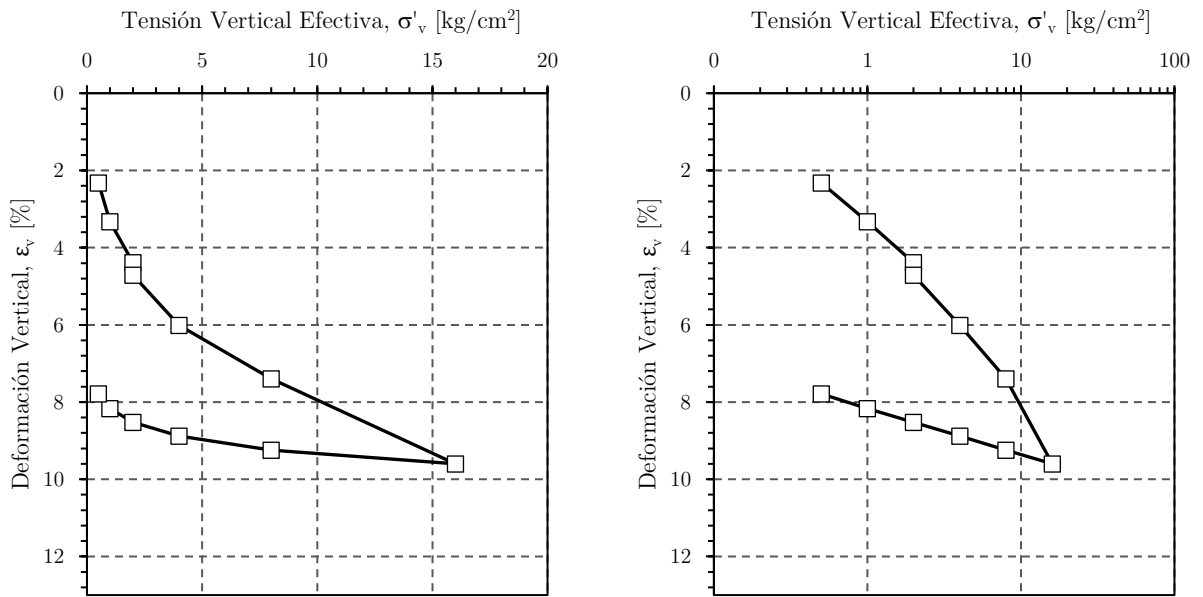 Tensión Vertical Efectiva, σ'ᵥ [kg/cm²]
0 5 10 15 20
0
2
4
6
8
10
12
Deformación Vertical, εᵥ [%]
Tensión Vertical Efectiva, σ'ᵥ [kg/cm²]
0 1 10 100
0
2
4
6
8
10
12
Deformación Vertical, εᵥ [%]